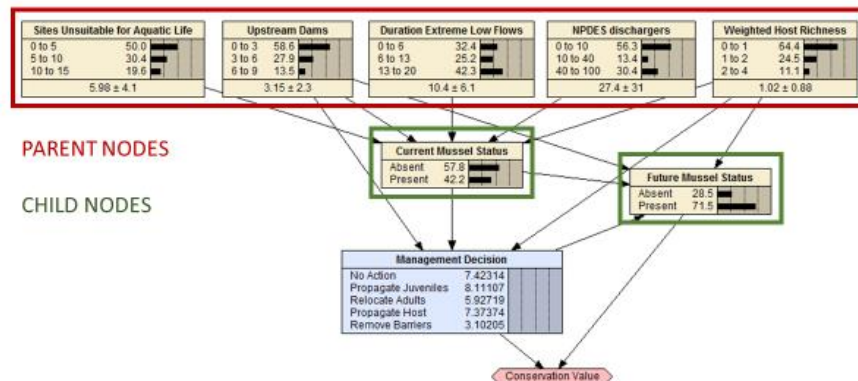 Sites Unsuitable for Aquatic Life
0 to 5 50.0
5 to 10 30.4
10 to 15 19.6
5.98 ± 4.1
Upstream Dams
0 to 3 58.6
3 to 6 27.9
6 to 9 13.5
3.15 ± 2.3
Duration Extreme Low Flows
0 to 6 32.4
6 to 13 25.2
13 to 20 42.3
10.4 ± 6.1
NPDES dischargers
0 to 10 56.3
10 to 40 13.4
40 to 100 30.4
27.4 ± 31
Weighted Host Richness
0 to 1 64.4
1 to 2 24.5
2 to 4 11.1
1.02 ± 0.88
PARENT NODES
CHILD NODES
Current Mussel Status
Absent 57.8
Present 42.2
Future Mussel Status
Absent 28.5
Present 71.5
Management Decision
No Action 7.42314
Propagate Juveniles 8.11107
Relocate Adults 5.92719
Propagate Host 7.37374
Remove Barriers 3.10205
Conservation Value